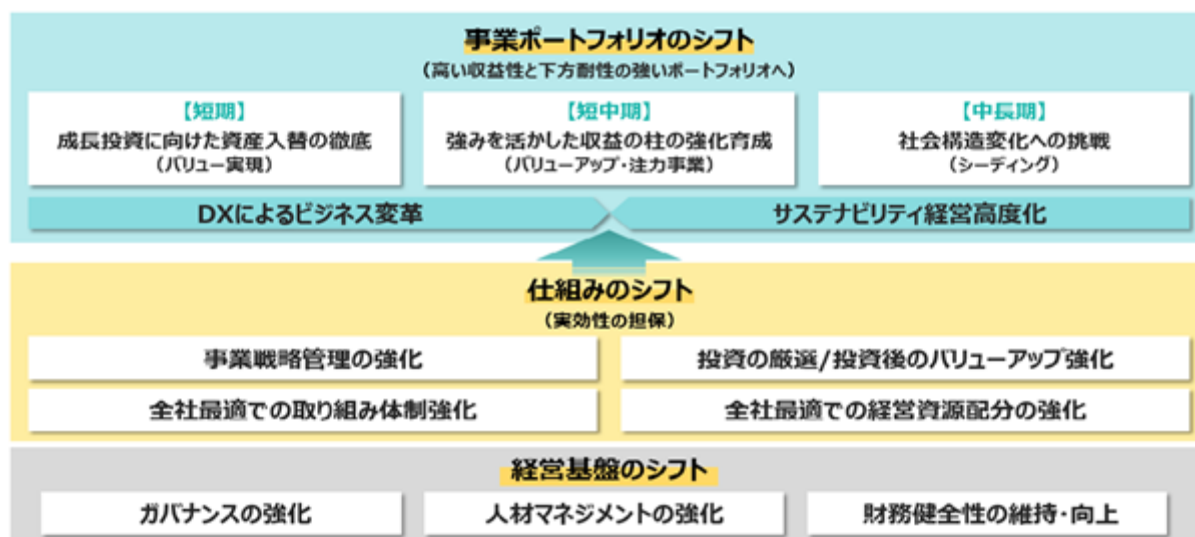 事業ポートフォリオのシフト
（高い収益性と下方耐性の強いポートフォリオへ）
【短期】
成長投資に向けた資産入替の徹底
（バリュー実現）
【短中期】
強みを活かした収益の柱の強化育成
（バリューアップ・注力事業）
【中長期】
社会構造変化への挑戦
（シーディング）
DXによるビジネス変革
サステナビリティ経営高度化
仕組みのシフト
（実効性の担保）
事業戦略管理の強化
投資の厳選/投資後のバリューアップ強化
全社最適での取り組み体制強化
全社最適での経営資源配分の強化
経営基盤のシフト
ガバナンスの強化
人材マネジメントの強化
財務健全性の維持・向上